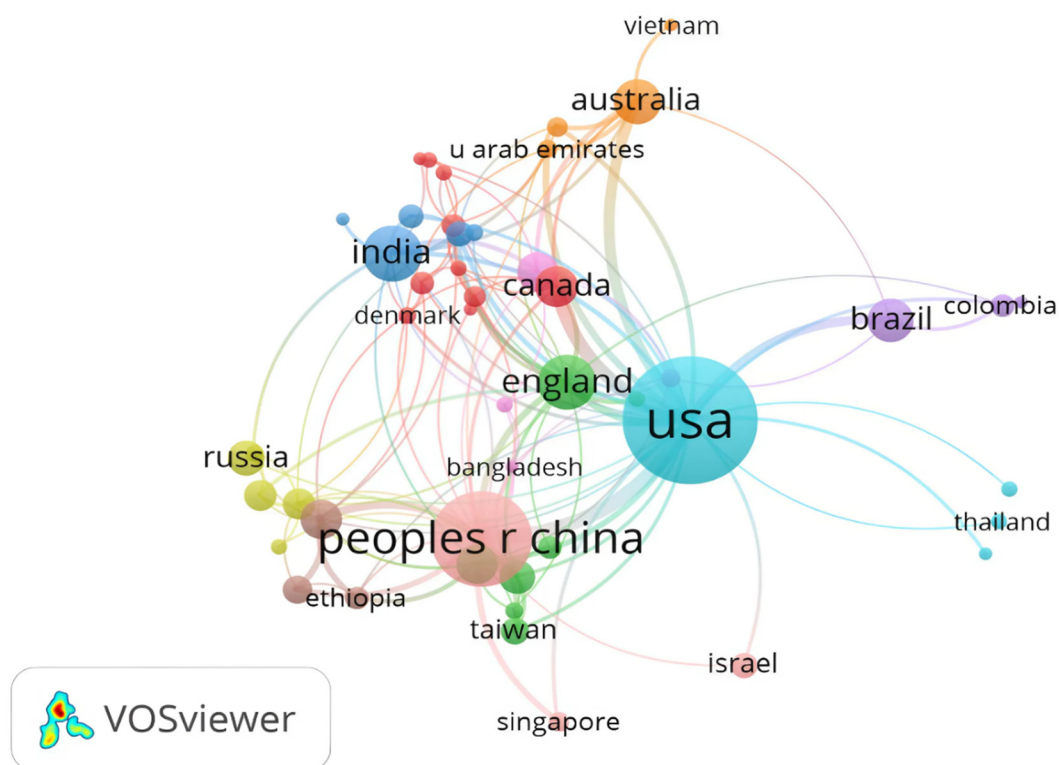 vietnam
australia
u arab emirates
india
canada
colombia
denmark
brazil
england
usa
russia
bangladesh
thailand
peoples r china
ethiopia
taiwan
israel
singapore
VOSviewer